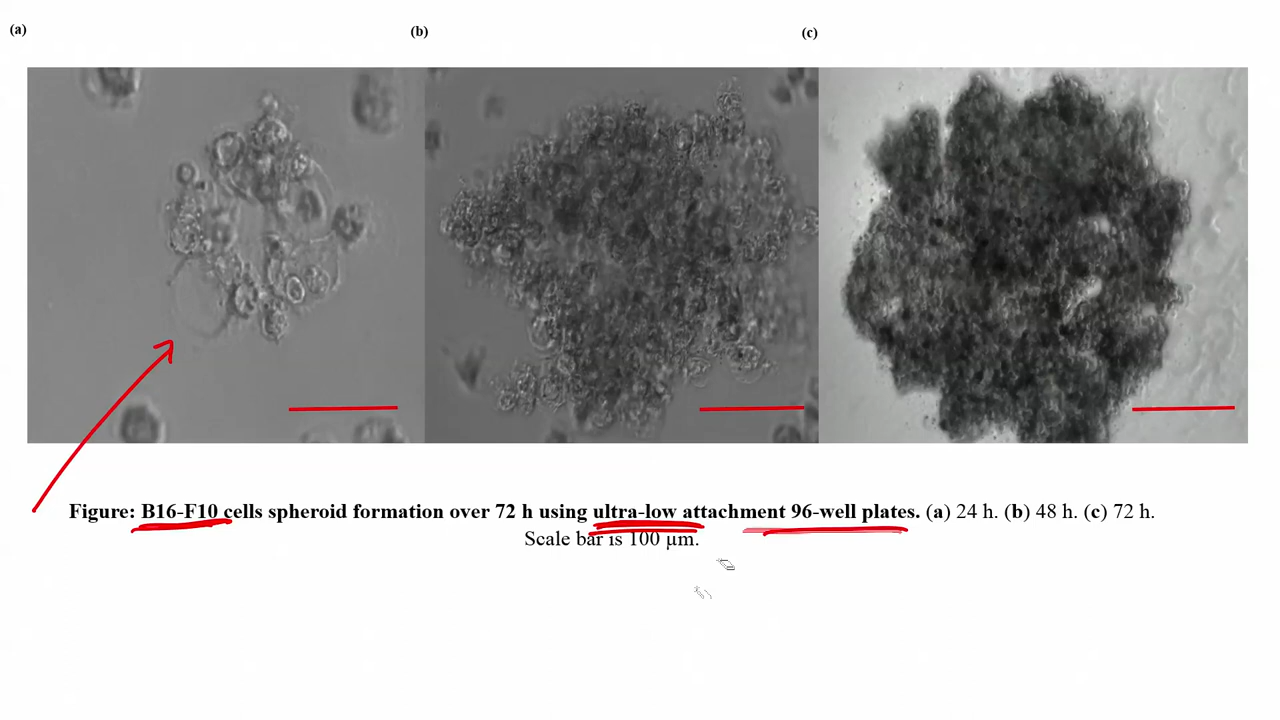 (a)
(b)
(c)
Figure: B16-F10 cells spheroid formation over 72 h using ultra-low attachment 96-well plates. (a) 24 h. (b) 48 h. (c) 72 h.
Scale bar is 100 µm.